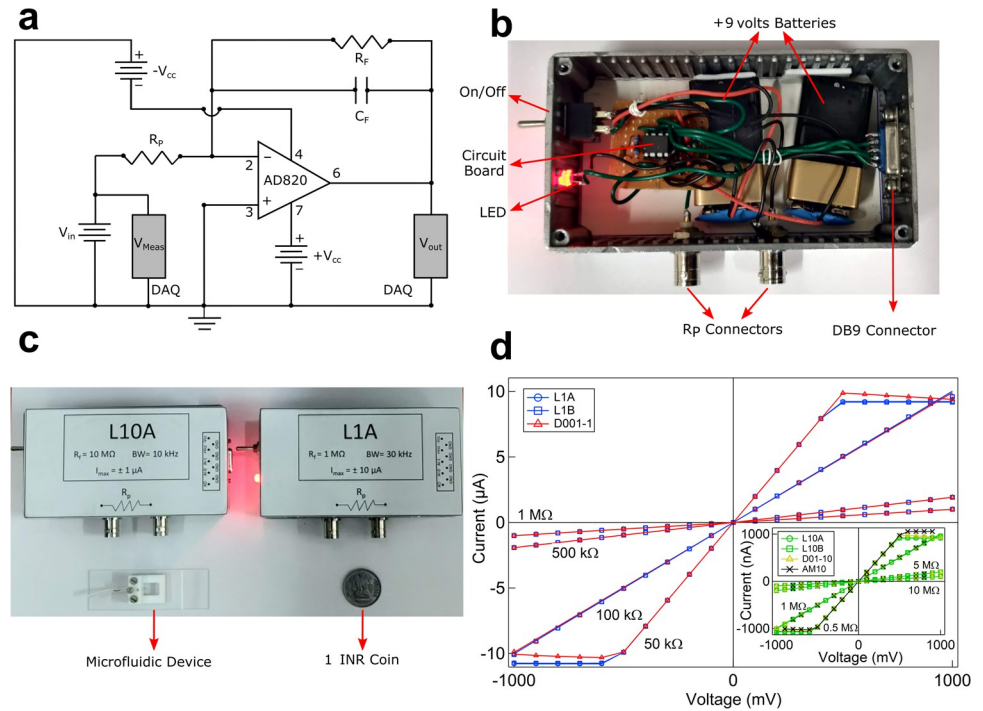 a
+
-Vcc
−
RF
CF
RP
−
2
4
AD820
6
3
+
7
Vin
VMeas
DAQ
+
+Vcc
−
Vout
DAQ
b
+9 volts Batteries
On/Off
Circuit
Board
LED
Rp Connectors
DB9 Connector
c
L10A
Rf = 10 MΩ BW= 10 kHz
Imax = ± 1 µA
Rp
L1A
Rf = 1 MΩ BW= 30 kHz
Imax = ± 10 µA
Rp
Microfluidic Device
1 INR Coin
d
L1A
L1B
D001-1
10
5
0
-5
-10
Current (µA)
1 MΩ
500 kΩ
100 kΩ
50 kΩ
-1000
0
1000
Voltage (mV)
L10A
L10B
D01-10
AM10
1000
0
-1000
Current (nA)
5 MΩ
10 MΩ
1 MΩ
0.5 MΩ
-1000
0
1000
Voltage (mV)